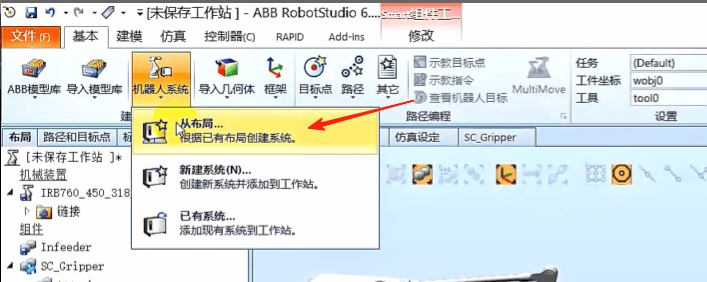 [未保存工作站] - ABB RobotStudio 6....
Smart组件工...
文件(F) 基本 建模 仿真 控制器(C) RAPID Add-Ins 修改
ABB模型库 导入模型库 机器人系统 导入几何体 框架 目标点 路径 其它
示教目标点
示教指令
查看机器人目标
MultiMove
任务 (Default)
工件坐标 wobj0
工具 tool0
建
路径编程
设置
布局 路径和目标点 标
仿真设定 SC_Gripper
从布局...
根据已有布局创建系统。
新建系统(N)...
创建新系统并添加到工作站。
已有系统...
添加现有系统到工作站。
[未保存工作站]*
机械装置
IRB760_450_318_
链接
组件
Infeeder
SC_Gripper